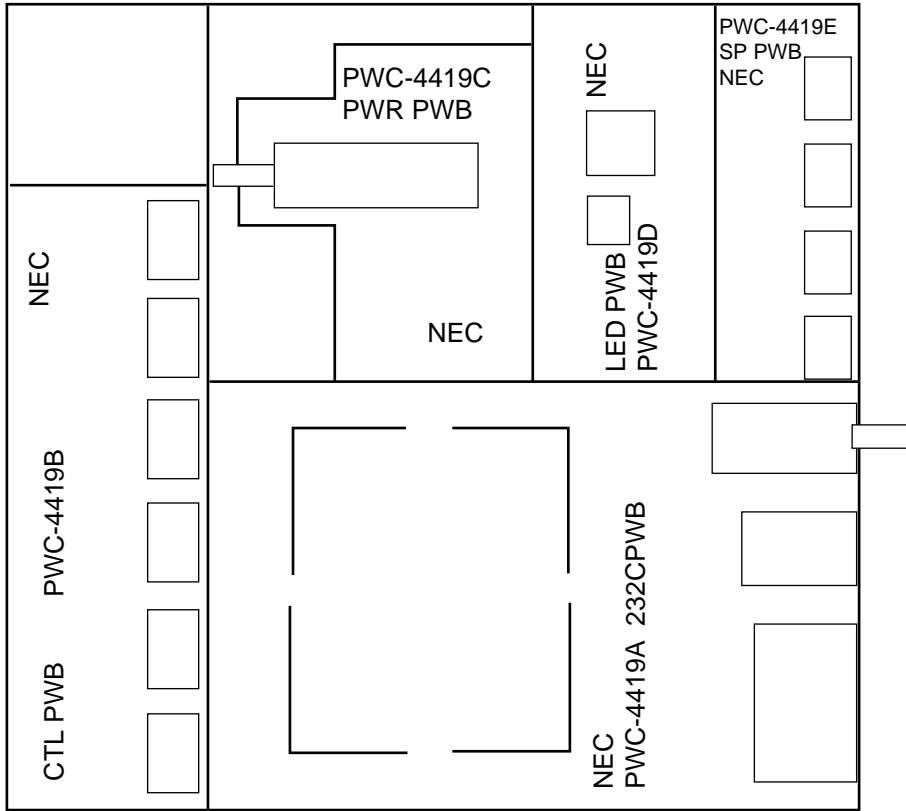 PWC-4419C
PWR PWB
NEC
NEC
LED PWB
PWC-4419D
PWC-4419E
SP PWB
NEC
NEC
PWC-4419B
CTL PWB
NEC
PWC-4419A 232CPWB